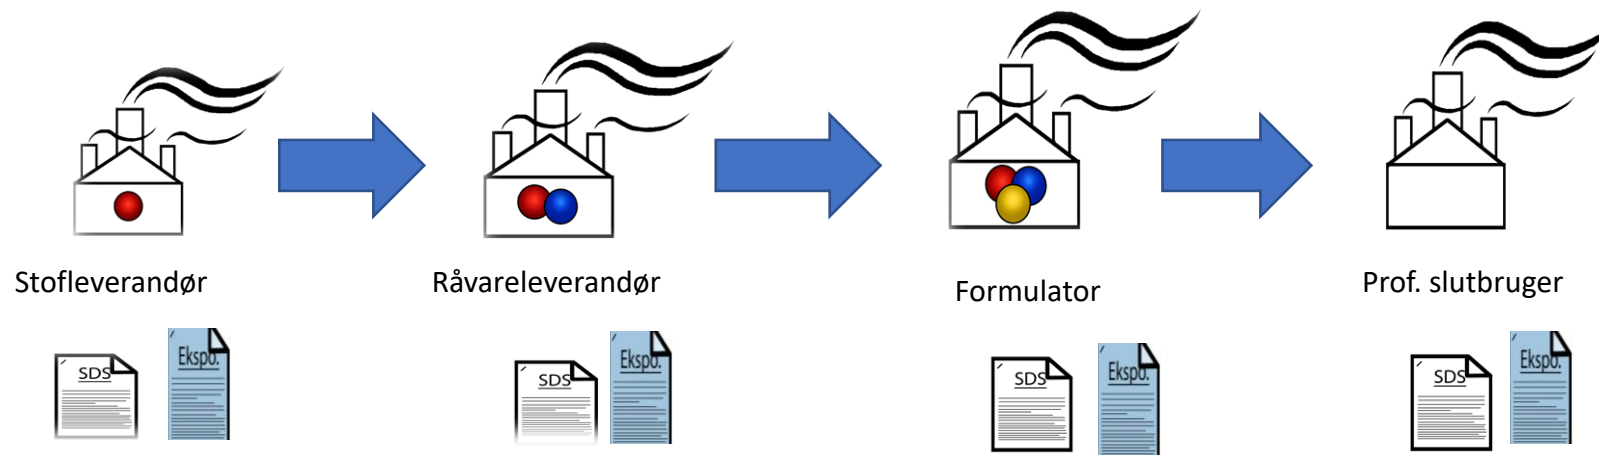 Stofleverandør
Råvareleverandør
Formulator
Prof. slutbruger
SDS
Ekspo.
SDS
Ekspo.
SDS
Ekspo.
SDS
Ekspo.